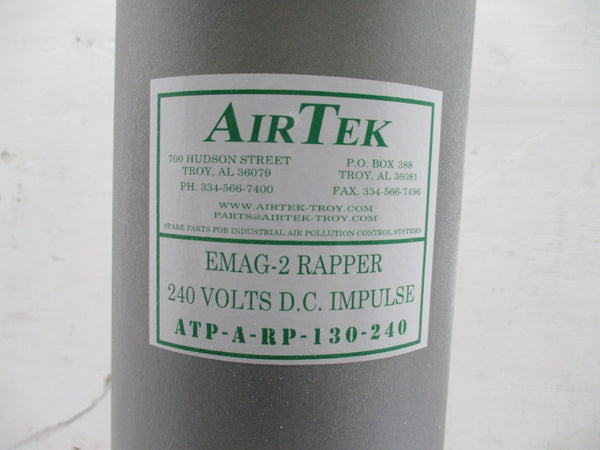 AIRTEK
700 HUDSON STREET P.O. BOX 388
TROY, AL 36079 TROY, AL 36081
PH. 334-566-7400 FAX. 334-566-7496
WWW.AIRTEK-TROY.COM
PARTS@AIRTEK-TROY.COM
SPARE PARTS FOR INDUSTRIAL AIR POLLUTION CONTROL SYSTEMS
EMAG-2 RAPPER
240 VOLTS D.C. IMPULSE
ATP-A-RP-130-240